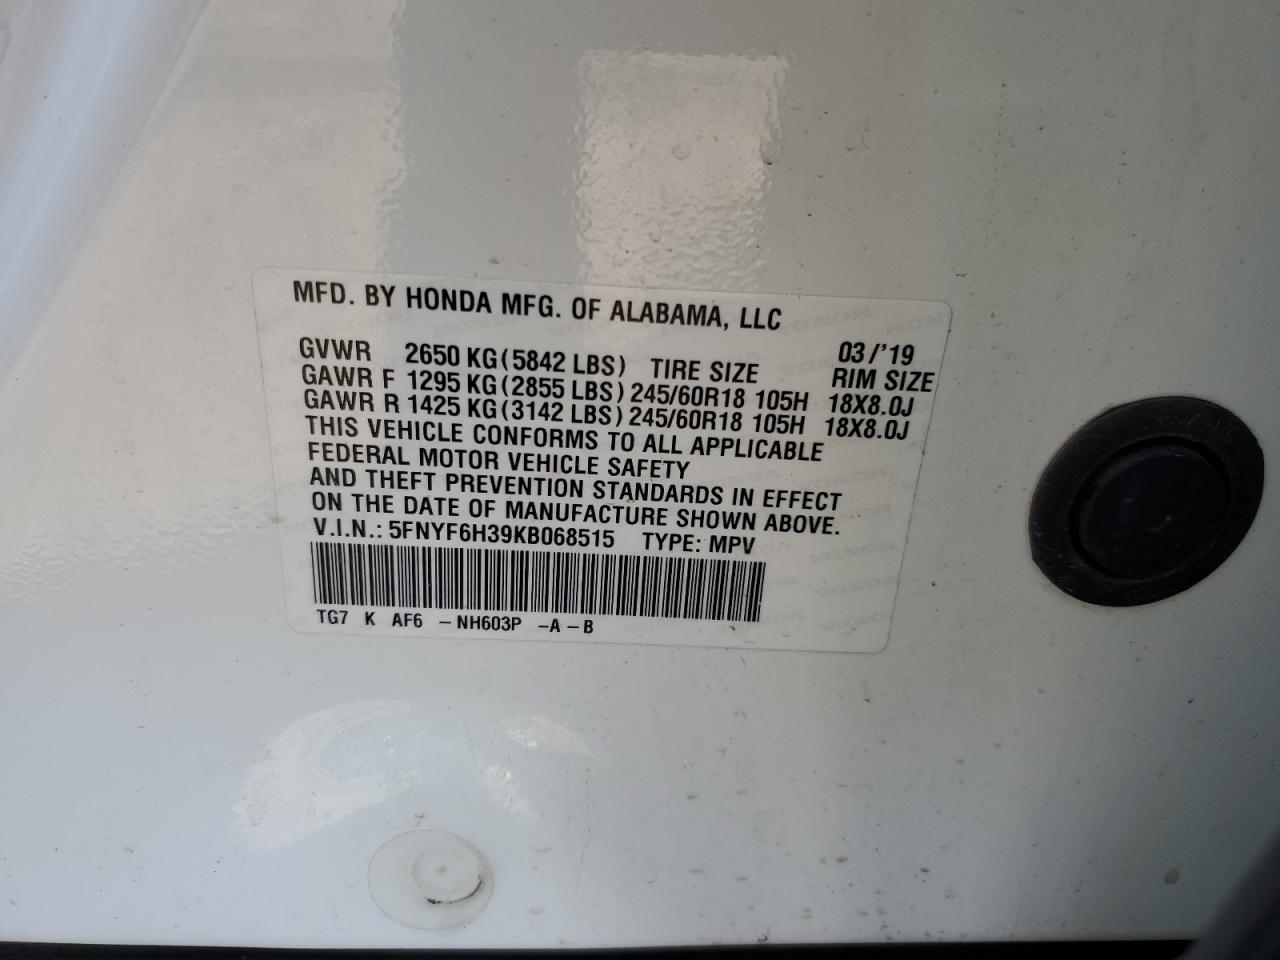 MFD. BY HONDA MFG. OF ALABAMA, LLC
03/'19
GVWR 2650 KG(5842 LBS) TIRE SIZE RIM SIZE
GAWR F 1295 KG(2855 LBS) 245/60R18 105H 18X8.0J
GAWR R 1425 KG(3142 LBS) 245/60R18 105H 18X8.0J
THIS VEHICLE CONFORMS TO ALL APPLICABLE
FEDERAL MOTOR VEHICLE SAFETY
AND THEFT PREVENTION STANDARDS IN EFFECT
ON THE DATE OF MANUFACTURE SHOWN ABOVE.
V.I.N.: 5FNYF6H39KB068515 TYPE: MPV
TG7 K AF6 -NH603P -A-B